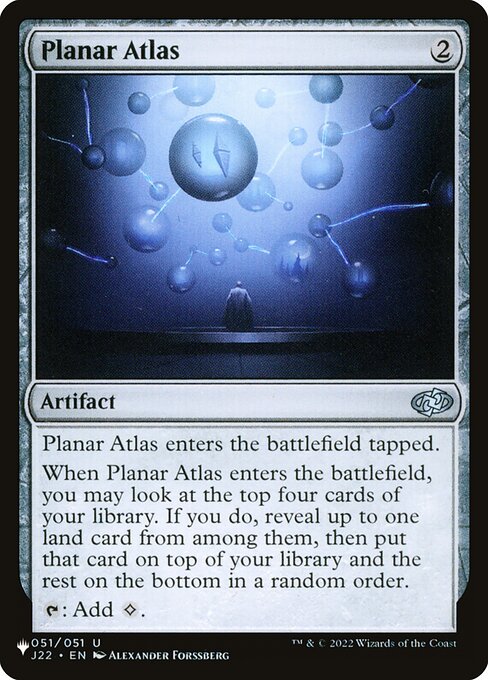 Planar Atlas 2
Artifact
Planar Atlas enters the battlefield tapped.
When Planar Atlas enters the battlefield,
you may look at the top four cards of
your library. If you do, reveal up to one
land card from among them, then put
that card on top of your library and the
rest on the bottom in a random order.
: Add .
051/051 U
J22 • EN Alexander Forssberg
™ & © 2022 Wizards of the Coast